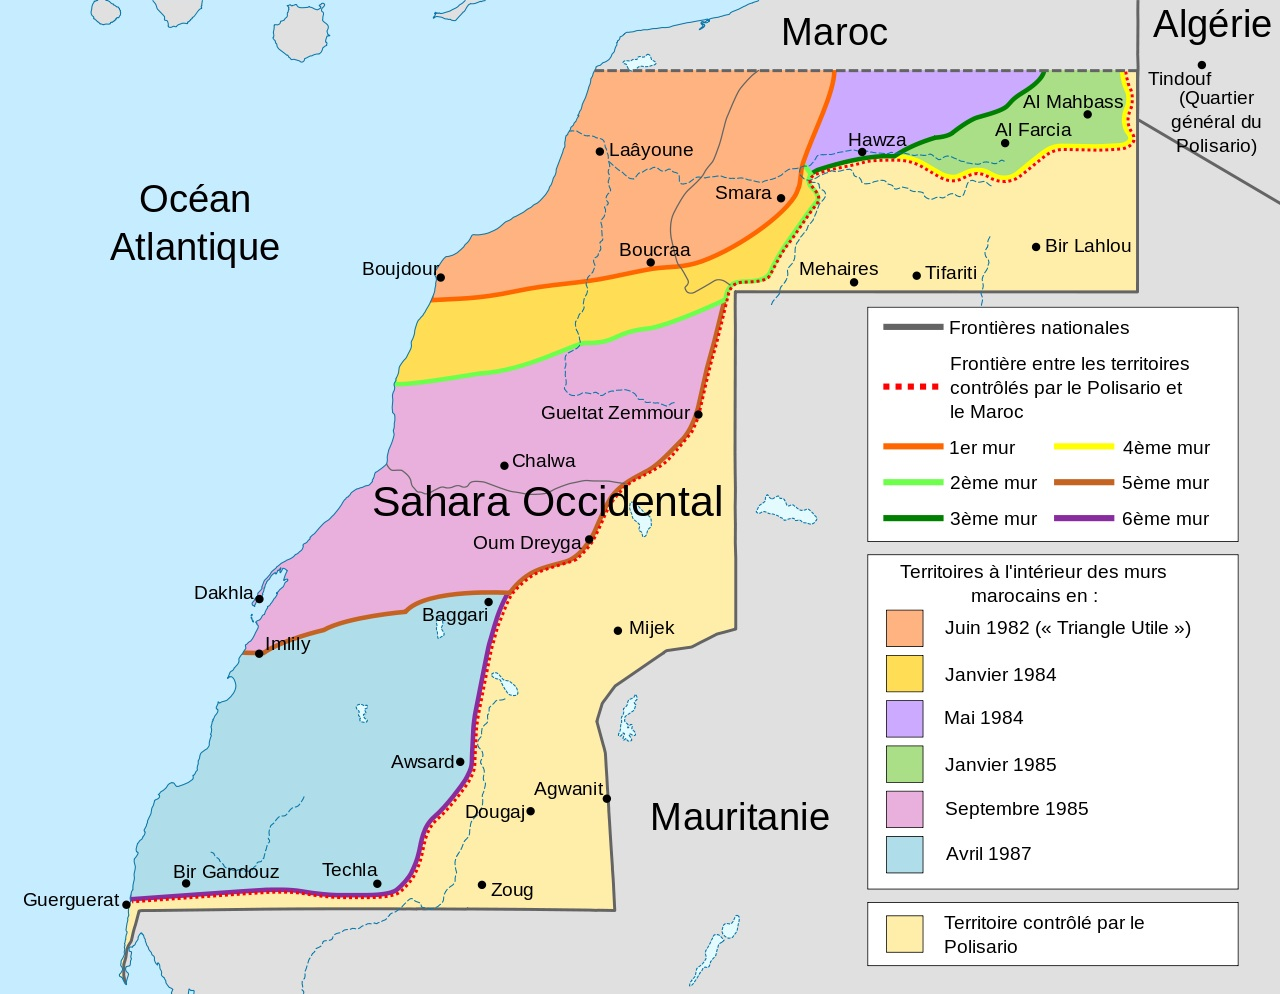 Maroc
Algérie
Tindouf
(Quartier
général du
Polisario)
Al Mahbass
Al Farcia
Hawza
Laâyoune
Smara
Océan
Atlantique
Boucraa
Bir Lahlou
Boujdour
Mehaires
Tifariti
Gueltat Zemmour
Chalwa
Sahara Occidental
Oum Dreyga
Dakhla
Baggari
Mijek
Imlily
Awsard
Agwanit
Dougaj
Mauritanie
Bir Gandouz
Techla
Zoug
Guerguerat
Frontières nationales
Frontière entre les territoires
contrôlés par le Polisario et
le Maroc
1er mur
4ème mur
2ème mur
5ème mur
3ème mur
6ème mur
Territoires à l'intérieur des murs
marocains en :
Juin 1982 (« Triangle Utile »)
Janvier 1984
Mai 1984
Janvier 1985
Septembre 1985
Avril 1987
Territoire contrôlé par le
Polisario